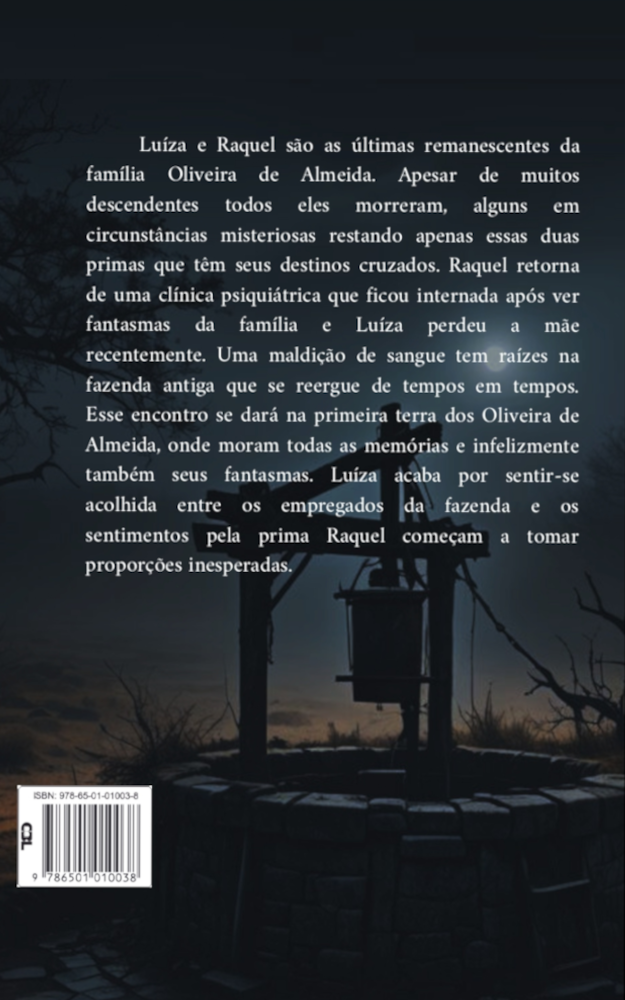 Luíza e Raquel são as últimas remanescentes da
família Oliveira de Almeida. Apesar de muitos
descendentes todos eles morreram, alguns em
circunstâncias misteriosas restando apenas essas duas
primas que têm seus destinos cruzados. Raquel retorna
de uma clínica psiquiátrica que ficou internada após ver
fantasmas da família e Luíza perdeu a mãe
recentemente. Uma maldição de sangue tem raízes na
fazenda antiga que se reergue de tempos em tempos.
Esse encontro se dará na primeira terra dos Oliveira de
Almeida, onde moram todas as memórias e infelizmente
também seus fantasmas. Luíza acaba por sentir-se
acolhida entre os empregados da fazenda e os
sentimentos pela prima Raquel começam a tomar
proporções inesperadas.
ISBN: 978-65-01-01003-8
CBL
9 786501 010038